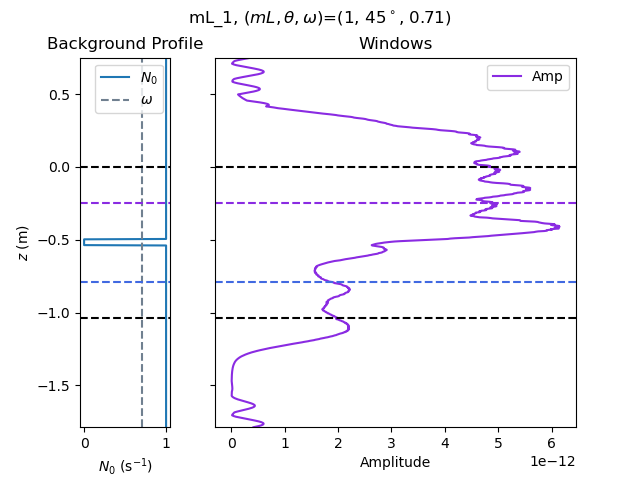 mL_1, (mL, θ, ω)=(1, 45°, 0.71)
Background Profile
Windows
N₀
ω
Amp
0.5
0.0
−0.5
−1.0
−1.5
z (m)
0
1
N₀ (s⁻¹)
0
1
2
3
4
5
6
1e−12
Amplitude